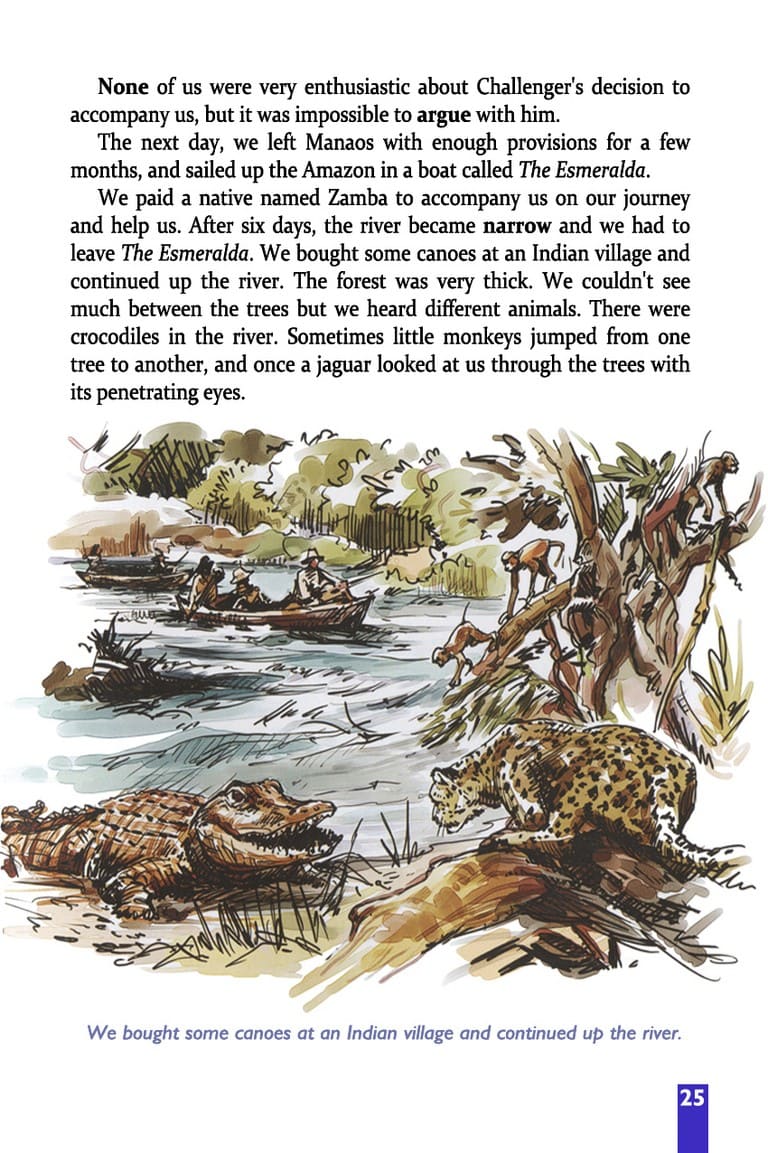 None of us were very enthusiastic about Challenger's decision to
accompany us, but it was impossible to argue with him.
The next day, we left Manaos with enough provisions for a few
months, and sailed up the Amazon in a boat called The Esmeralda.
We paid a native named Zamba to accompany us on our journey
and help us. After six days, the river became narrow and we had to
leave The Esmeralda. We bought some canoes at an Indian village and
continued up the river. The forest was very thick. We couldn't see
much between the trees but we heard different animals. There were
crocodiles in the river. Sometimes little monkeys jumped from one
tree to another, and once a jaguar looked at us through the trees with
its penetrating eyes.
We bought some canoes at an Indian village and continued up the river.
25